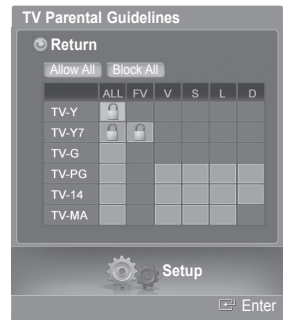 TV Parental Guidelines
Return
Allow All Block All
ALL FV V S L D
TV-Y
TV-Y7
TV-G
TV-PG
TV-14
TV-MA
Setup
Enter